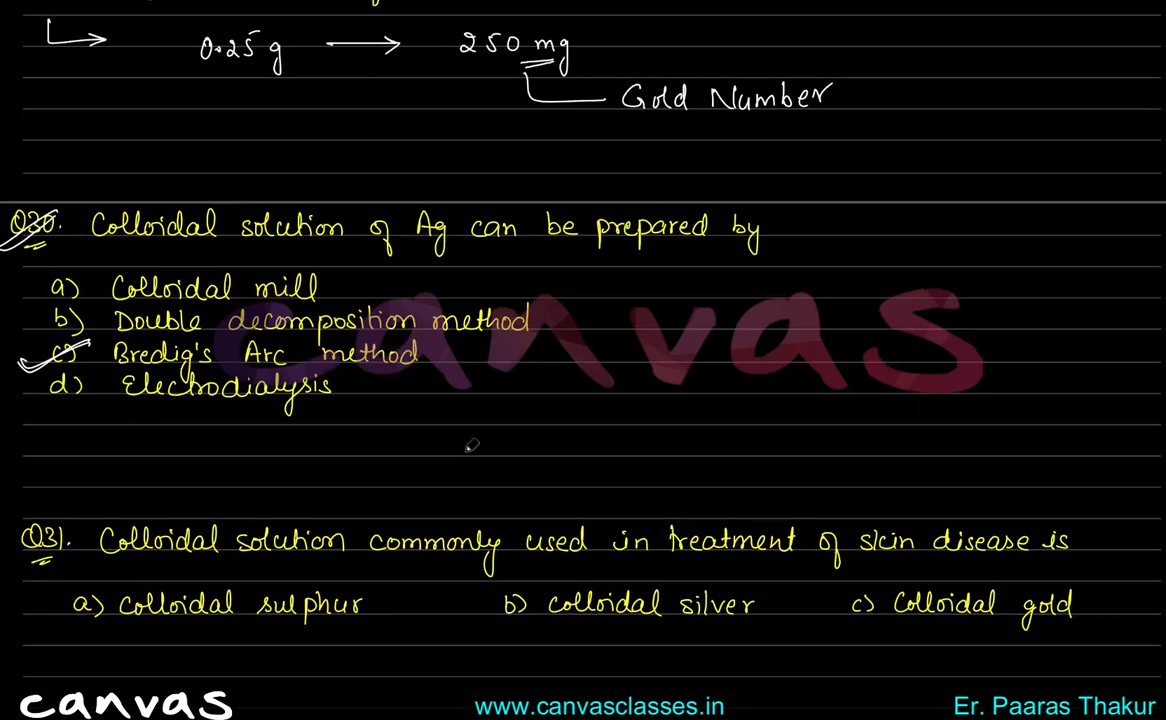 0.25 g → 250 mg
Gold Number
Q30. Colloidal solution of Ag can be prepared by
a) Colloidal mill
b) Double decomposition method
c) Bredig's Arc method
d) Electrodialysis
canvas
Q31. Colloidal solution commonly used in treatment of skin disease is
a) Colloidal sulphur b) colloidal silver c) Colloidal gold
canvas www.canvasclasses.in Er. Paaras Thakur